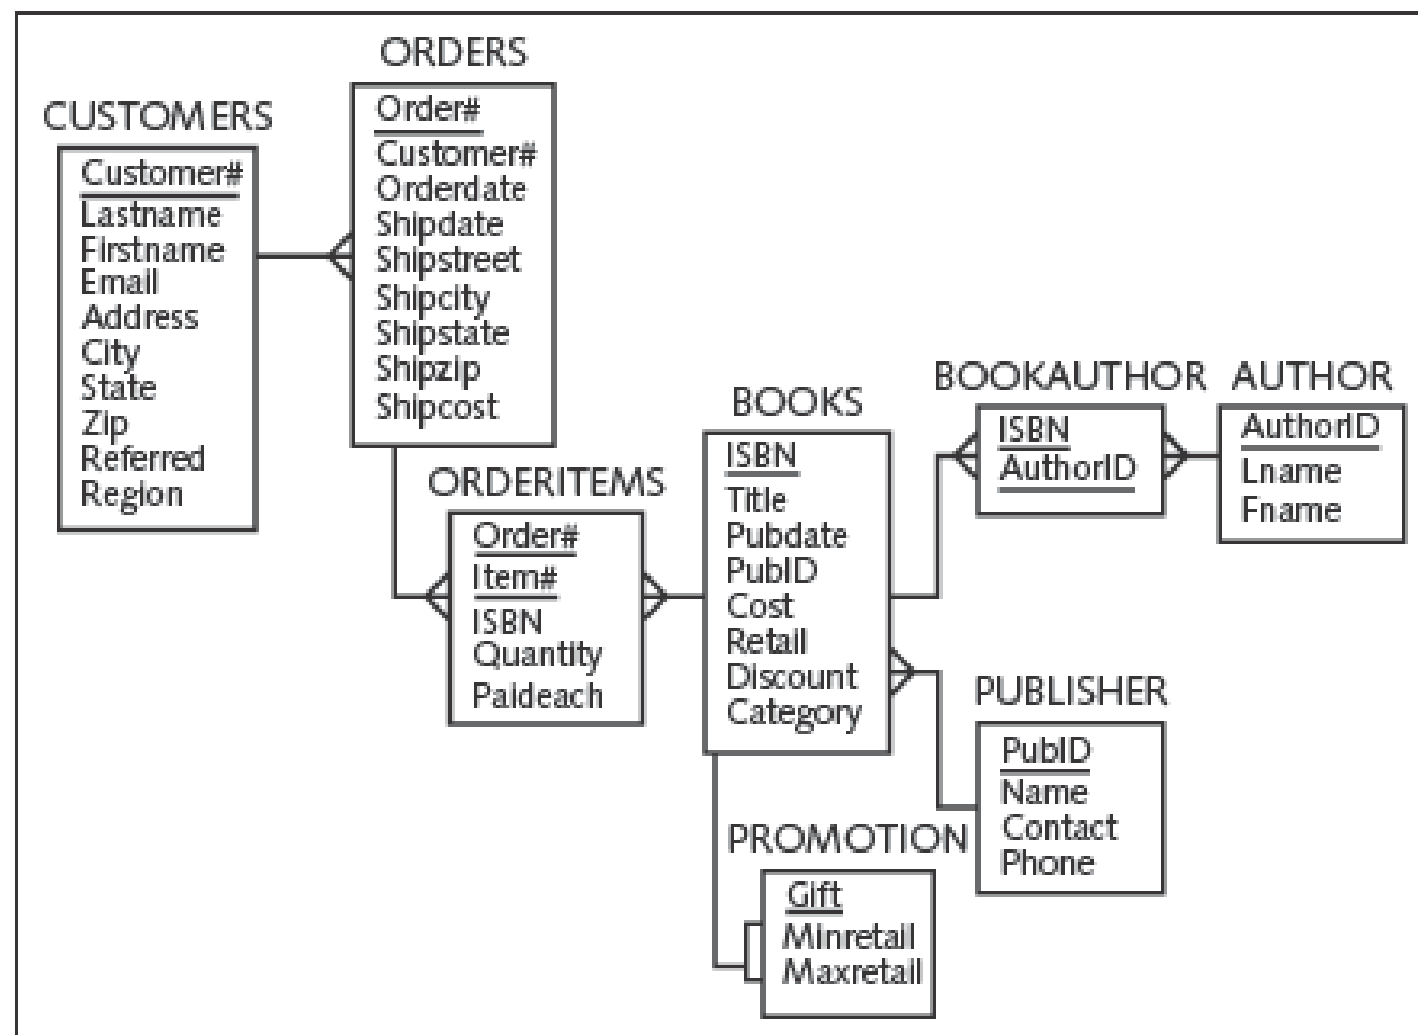 CUSTOMERS
Customer#
Lastname
Firstname
Email
Address
City
State
Zip
Referred
Region
ORDERS
Order#
Customer#
Orderdate
Shipdate
Shipstreet
Shipcity
Shipstate
Shipzip
Shipcost
ORDERITEMS
Order#
Item#
ISBN
Quantity
Paideach
BOOKS
ISBN
Title
Pubdate
PubID
Cost
Retail
Discount
Category
BOOKAUTHOR
ISBN
AuthorID
AUTHOR
AuthorID
Lname
Fname
PUBLISHER
PubID
Name
Contact
Phone
PROMOTION
Gift
Minretail
Maxretail